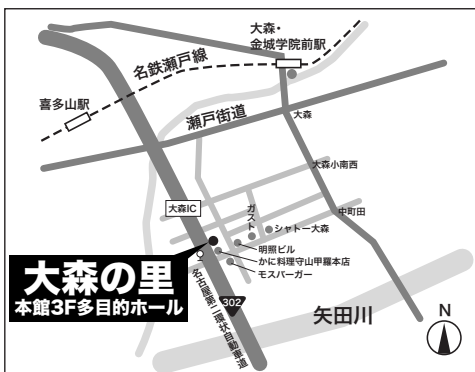 大森・
金城学院前駅
名鉄瀬戸線
喜多山駅
瀬戸街道
大森
大森小南西
大森IC
中町田
ガスト
シャトー大森
明照ビル
かに料理守山甲羅本店
モスバーガー
大森の里
本館3F多目的ホール
302
名古屋第二環状自動車道
矢田川
N